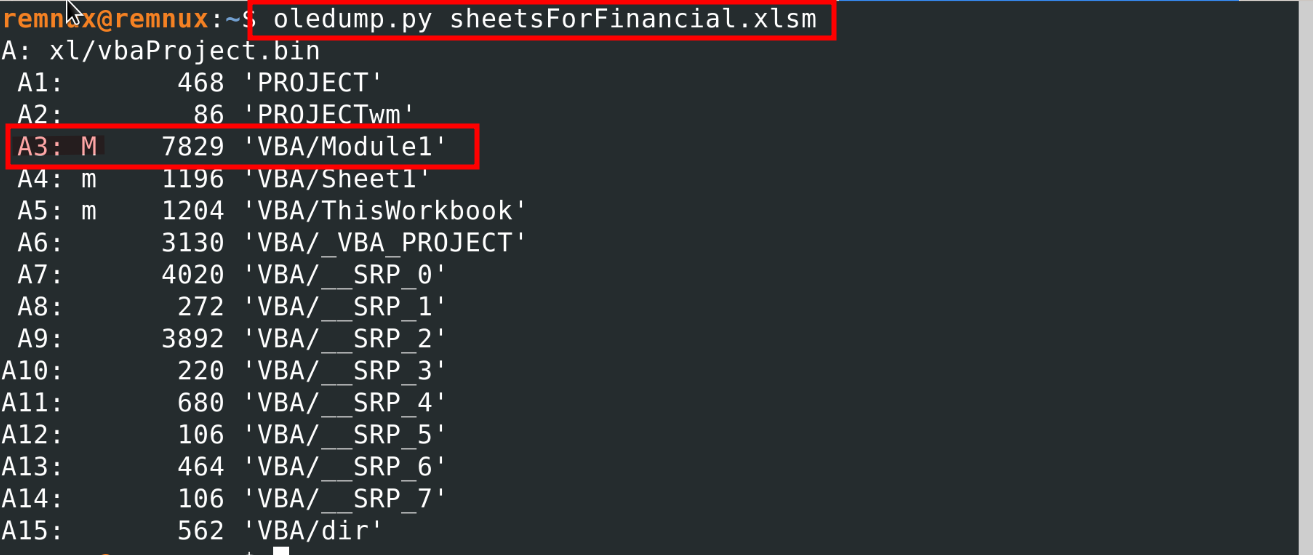 remnux@remnux:~$ oledump.py sheetsForFinancial.xlsm
A: xl/vbaProject.bin
 A1:       468 'PROJECT'
 A2:        86 'PROJECTwm'
 A3: M    7829 'VBA/Module1'
 A4: m    1196 'VBA/Sheet1'
 A5: m    1204 'VBA/ThisWorkbook'
 A6:      3130 'VBA/_VBA_PROJECT'
 A7:      4020 'VBA/__SRP_0'
 A8:       272 'VBA/__SRP_1'
 A9:      3892 'VBA/__SRP_2'
A10:       220 'VBA/__SRP_3'
A11:       680 'VBA/__SRP_4'
A12:       106 'VBA/__SRP_5'
A13:       464 'VBA/__SRP_6'
A14:       106 'VBA/__SRP_7'
A15:       562 'VBA/dir'